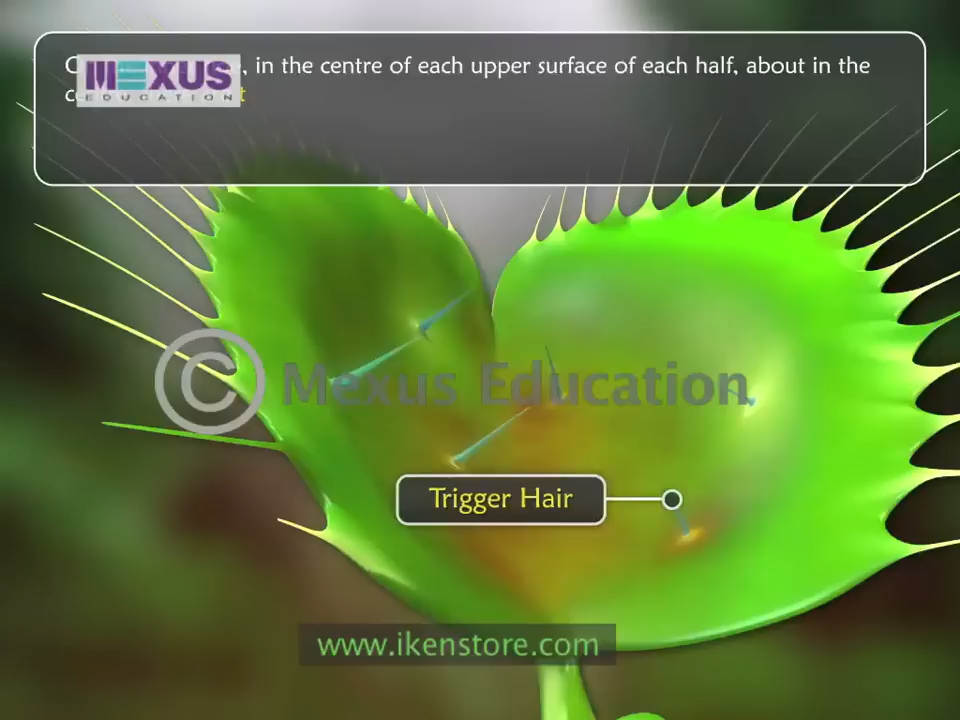 , in the centre of each upper surface of each half, about in the
MEXUS
EDUCATION
© Mexus Education
Trigger Hair
www.ikenstore.com